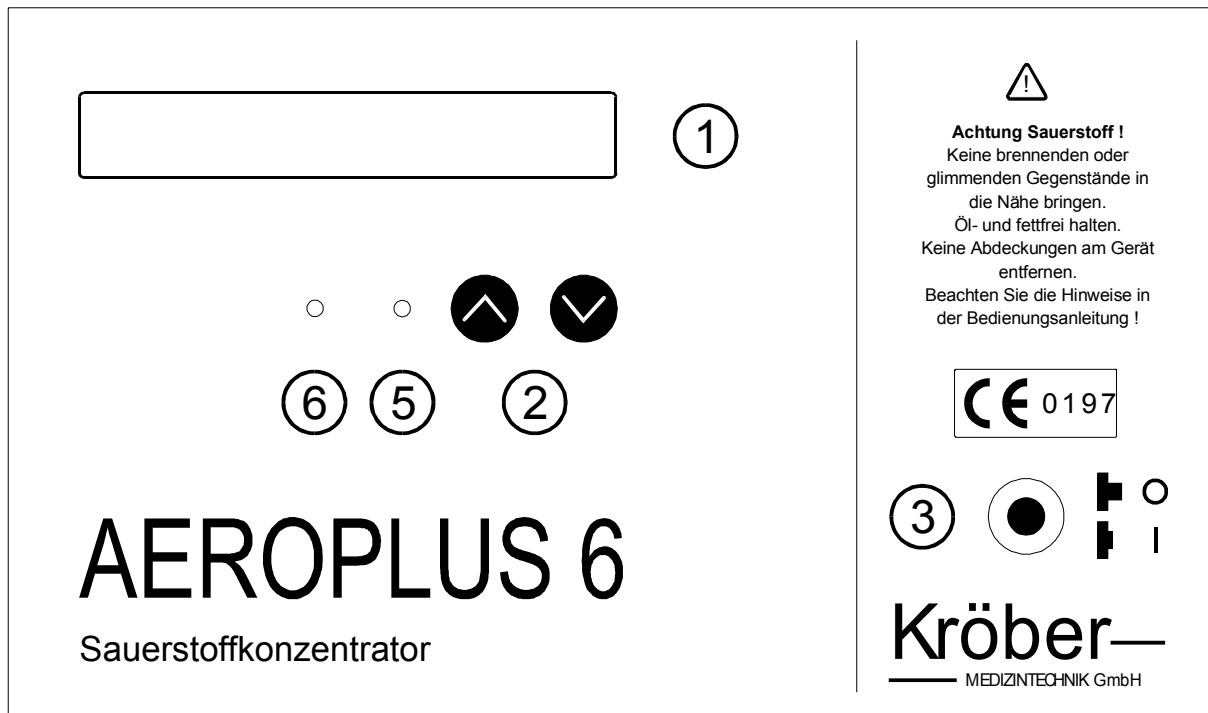 1
6
5
2
AEROPLUS 6
Sauerstoffkonzentrator
Achtung Sauerstoff !
Keine brennenden oder
glimmenden Gegenstände in
die Nähe bringen.
Öl- und fettfrei halten.
Keine Abdeckungen am Gerät
entfernen.
Beachten Sie die Hinweise in
der Bedienungsanleitung !
CE 0197
3
O
I
Kröber
MEDIZINTECHNIK GmbH